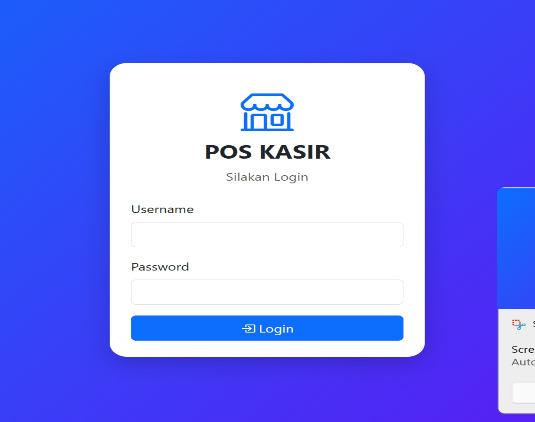 POS KASIR
Silakan Login
Username
Password
Login
Scre
Auto